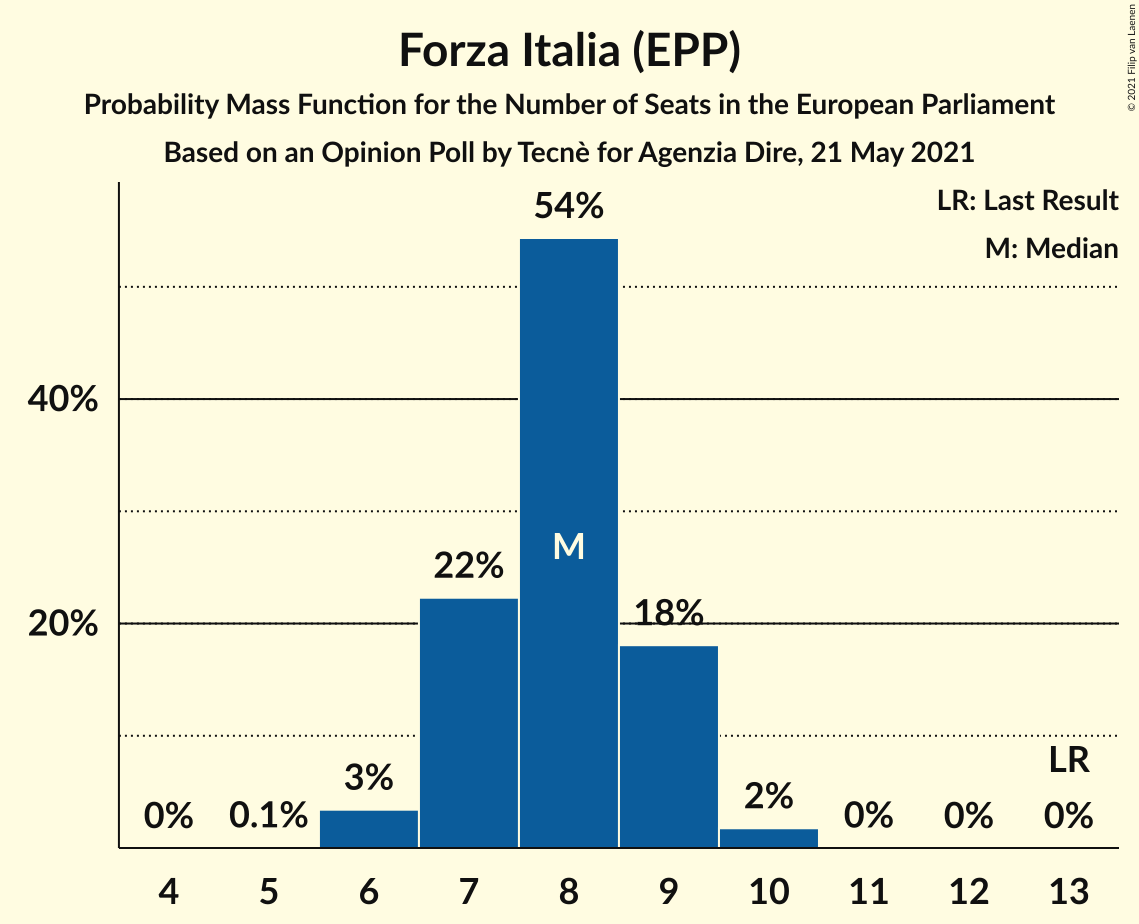 Forza Italia (EPP)
Probability Mass Function for the Number of Seats in the European Parliament
Based on an Opinion Poll by Tecnè for Agenzia Dire, 21 May 2021
© 2021 Filip van Laenen
LR: Last Result
M: Median
54%
40%
M
22%
20%
18%
LR
3%
2%
0%
0.1%
0%
0%
0%
4 5 6 7 8 9 10 11 12 13